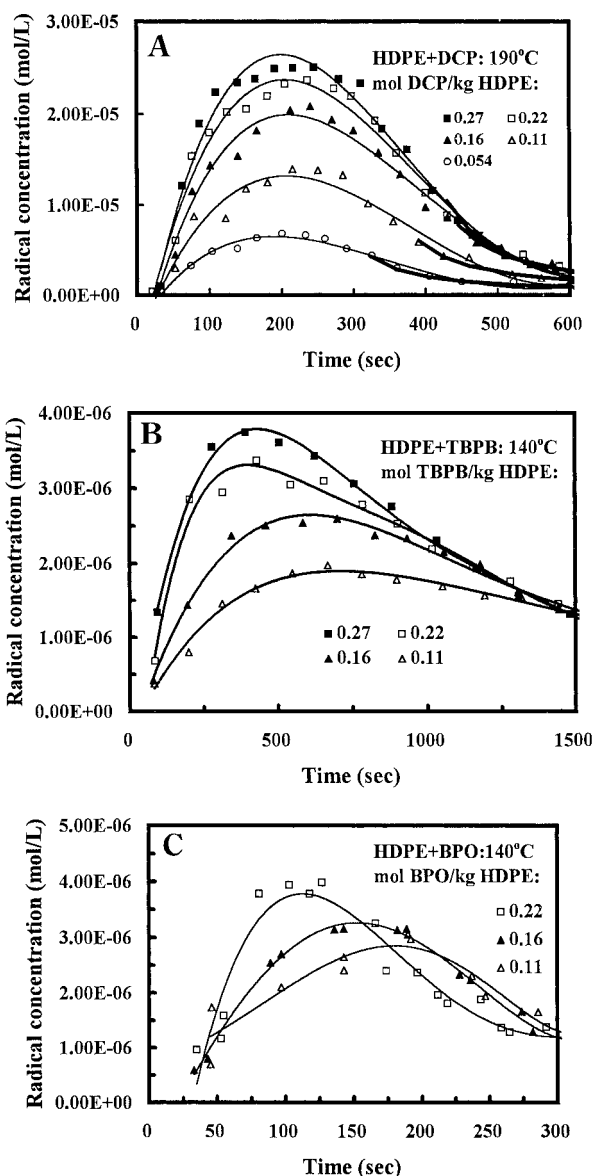 A
HDPE+DCP: 190°C
mol DCP/kg HDPE:
0.27 0.22
0.16 0.11
0.054
3.00E-05
2.00E-05
1.00E-05
0.00E+00
0 100 200 300 400 500 600
Radical concentration (mol/L)
Time (sec)
B
HDPE+TBPB: 140°C
mol TBPB/kg HDPE:
0.27 0.22
0.16 0.11
4.00E-06
3.00E-06
2.00E-06
1.00E-06
0.00E+00
0 500 1000 1500
Radical concentration (mol/L)
Time (sec)
C
HDPE+BPO:140°C
mol BPO/kg HDPE:
0.22
0.16
0.11
5.00E-06
4.00E-06
3.00E-06
2.00E-06
1.00E-06
0.00E+00
0 50 100 150 200 250 300
Radical concentration (mol/L)
Time (sec)